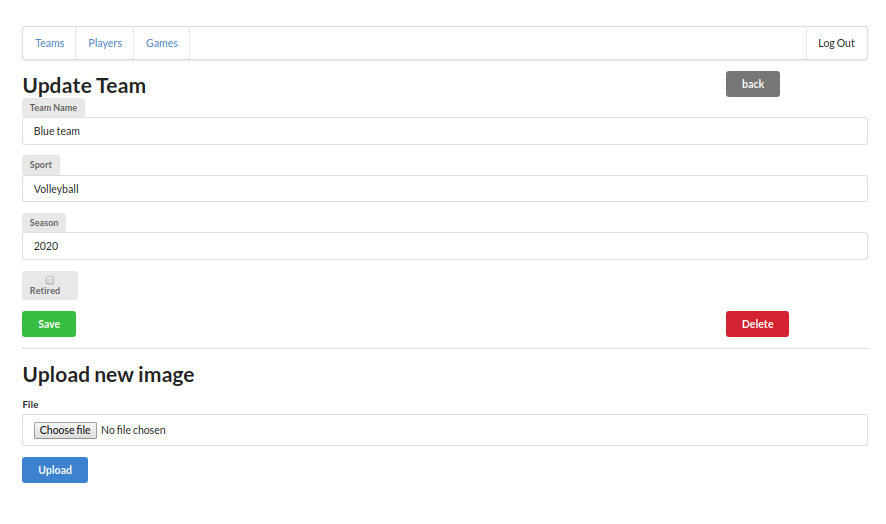 Teams Players Games Log Out
Update Team back
Team Name
Blue team
Sport
Volleyball
Season
2020
Retired
Save Delete
Upload new image
File
Choose file No file chosen
Upload